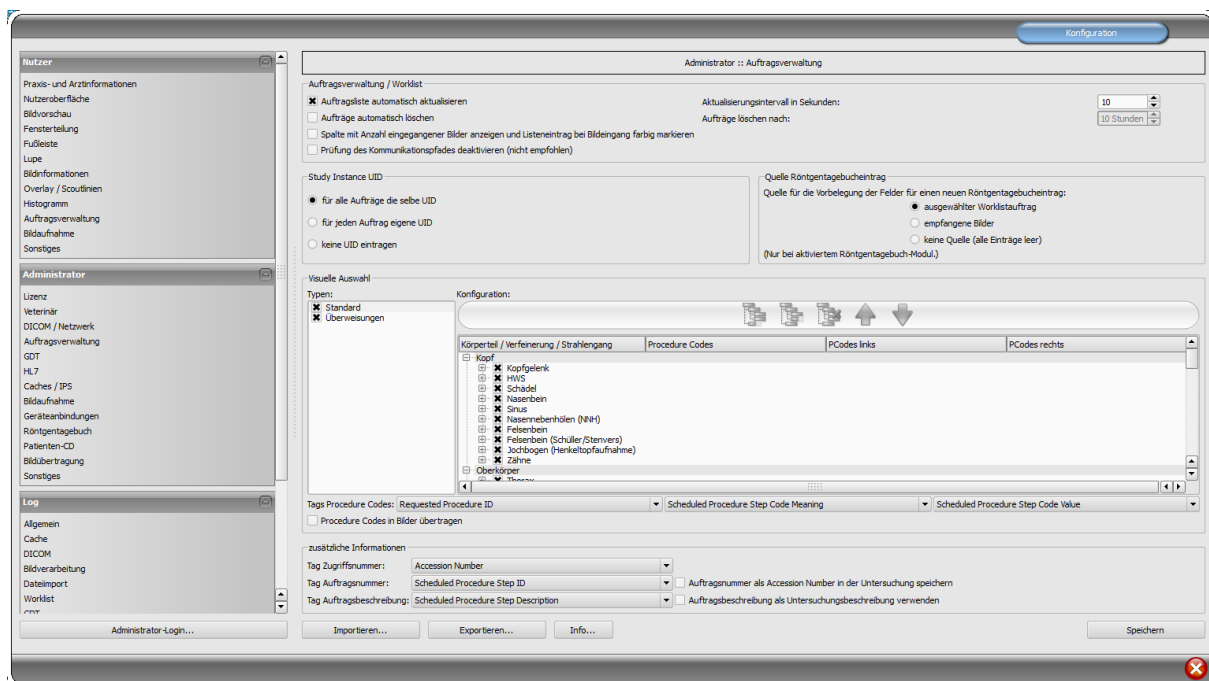 Konfiguration
Nutzer
Praxis- und Arztinformationen
Nutzeroberfläche
Bildvorschau
Fensterteilung
Fußleiste
Lupe
Bildinformationen
Overlay / Scoutlinien
Histogramm
Auftragsverwaltung
Bildaufnahme
Sonstiges
Administrator
Lizenz
Veterinär
DICOM / Netzwerk
Auftragsverwaltung
GDT
HL7
Caches / IPS
Bildaufnahme
Geräteanbindungen
Röntgentagebuch
Patienten-CD
Bildübertragung
Sonstiges
Log
Allgemein
Cache
DICOM
Bildverarbeitung
Dateiimport
Worklist
GDT
Administrator-Login...
Administrator :: Auftragsverwaltung
Auftragsverwaltung / Worklist
Auftragsliste automatisch aktualisieren
Aktualisierungsintervall in Sekunden: 10
Aufträge automatisch löschen
Aufträge löschen nach: 10 Stunden
Spalte mit Anzahl eingegangener Bilder anzeigen und Listeneintrag bei Bildeingang farbig markieren
Prüfung des Kommunikationspfades deaktivieren (nicht empfohlen)
Study Instance UID
für alle Aufträge die selbe UID
für jeden Auftrag eigene UID
keine UID eintragen
Quelle Röntgentagebucheintrag
Quelle für die Vorbelegung der Felder für einen neuen Röntgentagebucheintrag:
ausgewählter Worklistauftrag
empfangene Bilder
keine Quelle (alle Einträge leer)
(Nur bei aktiviertem Röntgentagebuch-Modul.)
Visuelle Auswahl
Typen:
Standard
Überweisungen
Konfiguration:
Körperteil / Verfeinerung / Strahlengang Procedure Codes PCodes links PCodes rechts
Kopf
Kopfgelenk
HWS
Schädel
Nasenbein
Sinus
Nasennebenhölen (NNH)
Felsenbein
Felsenbein (Schüller/Stenvers)
Jochbogen (Henkeltopfaufnahme)
Zähne
Oberkörper
Thorax
Tags Procedure Codes: Requested Procedure ID Scheduled Procedure Step Code Meaning Scheduled Procedure Step Code Value
Procedure Codes in Bilder übertragen
zusätzliche Informationen
Tag Zugriffsnummer: Accession Number
Tag Auftragsnummer: Scheduled Procedure Step ID Auftragsnummer als Accession Number in der Untersuchung speichern
Tag Auftragsbeschreibung: Scheduled Procedure Step Description Auftragsbeschreibung als Untersuchungsbeschreibung verwenden
Importieren... Exportieren... Info... Speichern